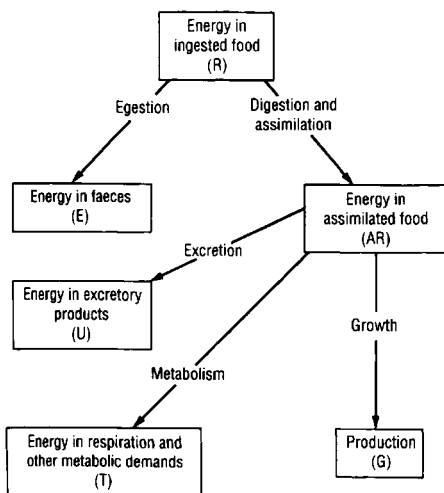 Energy in
ingested food
(R)
Egestion
Digestion and
assimilation
Energy in faeces
(E)
Energy in
assimilated food
(AR)
Excretion
Energy in excretory
products
(U)
Growth
Metabolism
Energy in respiration and
other metabolic demands
(T)
Production
(G)